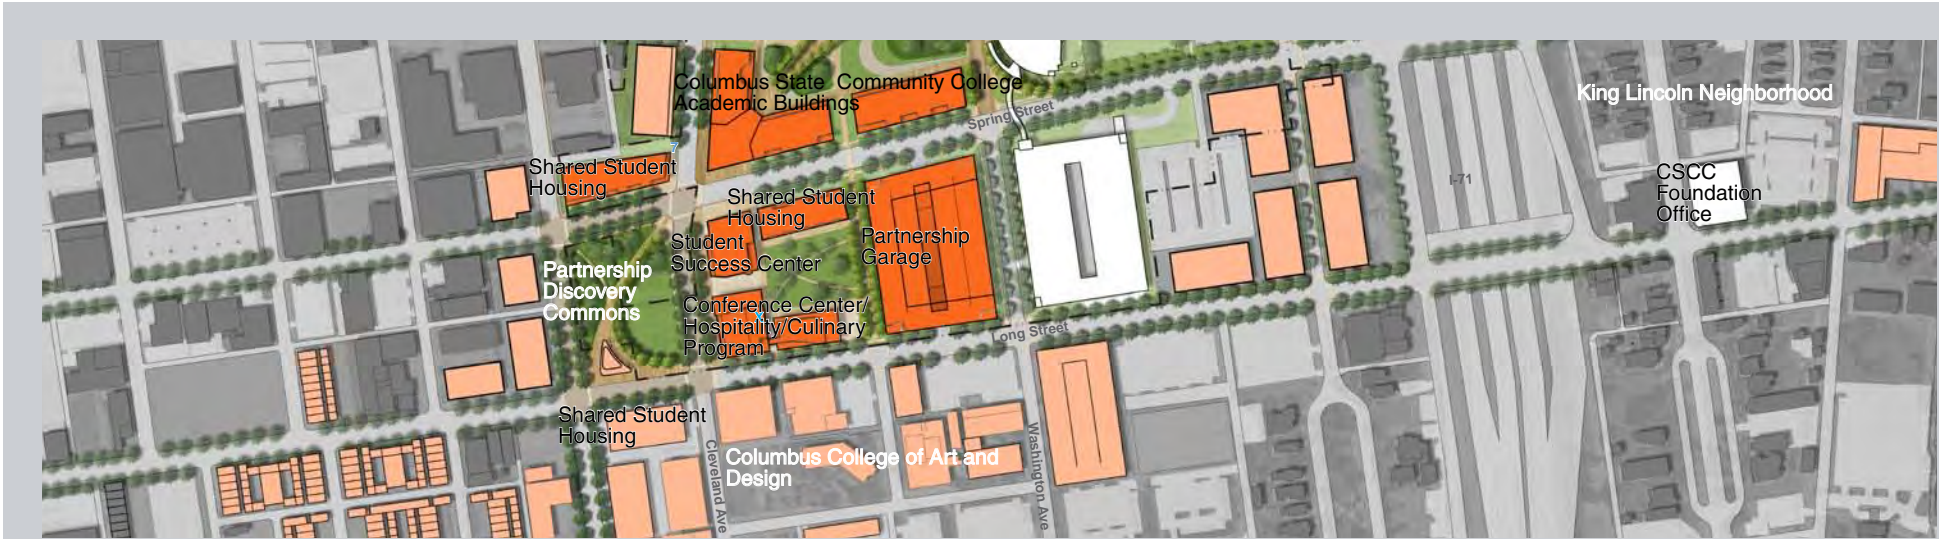 Columbus State Community College
Academic Buildings
Spring Street
King Lincoln Neighborhood
7
Shared Student
Housing
I-71
CSCC
Foundation
Office
Shared Student
Housing
Student
Success Center
Partnership
Garage
Partnership
Discovery
Commons
Conference Center/
Hospitality/Culinary
Program
X
Long Street
Shared Student
Housing
Cleveland Ave
Columbus College of Art and
Design
Washington Ave